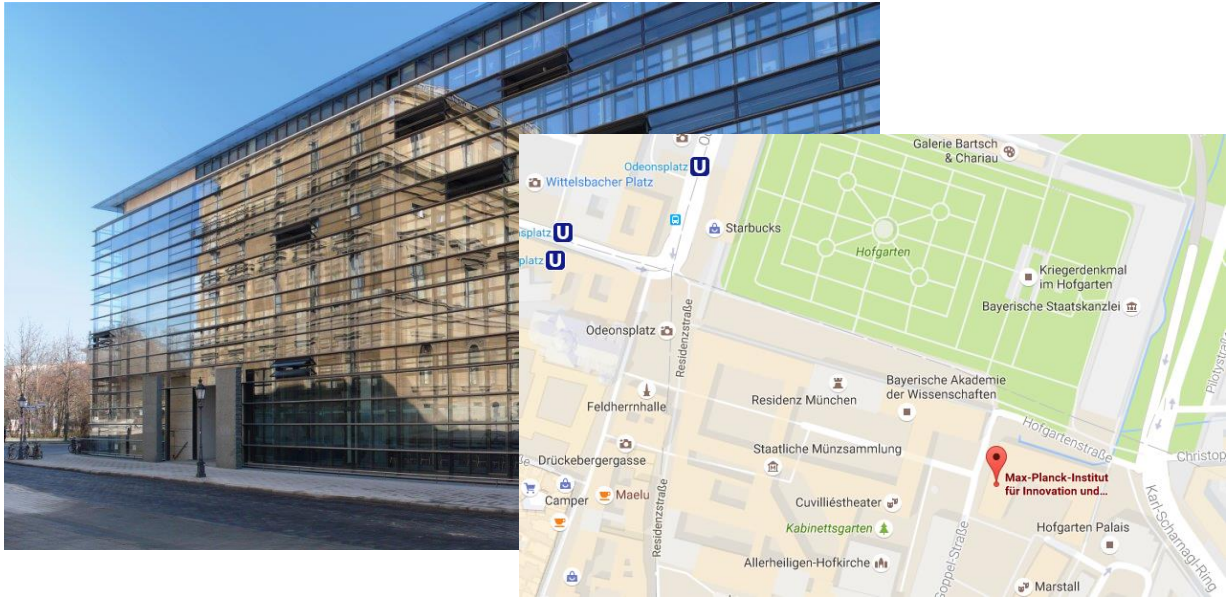 Galerie Bartsch
& Chariau
Odeonsplatz
U
Wittelsbacher Platz
Starbucks
U
U
Hofgarten
Kriegerdenkmal
im Hofgarten
Bayerische Staatskanzlei
Odeonsplatz
Residenzstraße
Pilotystraße
Bayerische Akademie
der Wissenschaften
Residenz München
Feldherrnhalle
Hofgartenstraße
Staatliche Münzsammlung
Drückebergergasse
Max-Planck-Institut
für Innovation und...
Camper
Maelu
Cuvilliéstheater
Karl-Scharnagl-Ring
Kabinettsgarten
Hofgarten Palais
Residenzstraße
Allerheiligen-Hofkirche
Marstall